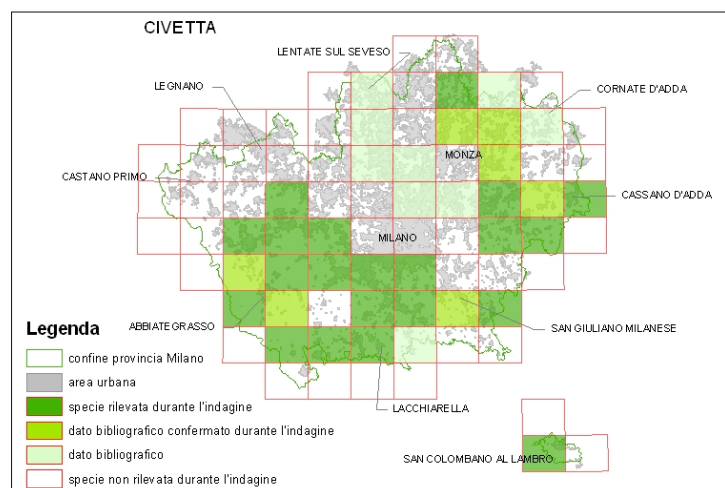 CIVETTA
LENTATE SUL SEVESO
LEGNANO
CORNATE D'ADDA
MONZA
CASTANO PRIMO
CASSANO D'ADDA
MILANO
ABBIATEGRASSO
SAN GIULIANO MILANESE
LACCHIARELLA
SAN COLOMBANO AL LAMBRO
Legenda
confine provincia Milano
area urbana
specie rilevata durante l'indagine
dato bibliografico confermato durante l'indagine
dato bibliografico
specie non rilevata durante l'indagine